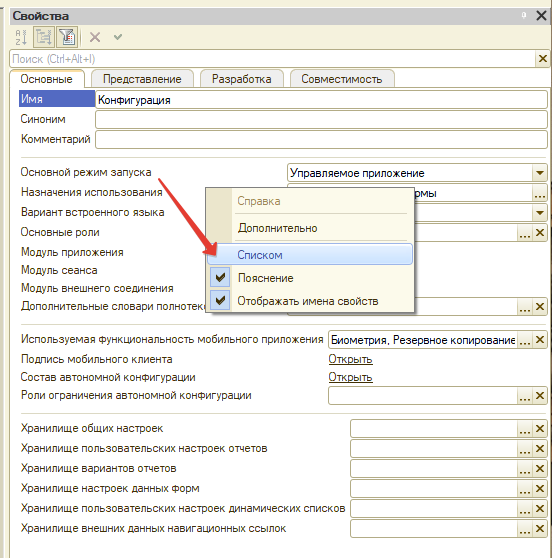 Свойства
Поиск (Ctrl+Alt+I)
Основные Представление Разработка Совместимость
Имя Конфигурация
Синоним
Комментарий
Основной режим запуска Управляемое приложение
Назначения использования
Вариант встроенного языка
Основные роли
Модуль приложения
Модуль сеанса
Модуль внешнего соединения
Дополнительные словари
Справка
Дополнительно
Списком
Пояснение
Отображать имена свойств
Используемая функциональность мобильного приложения Биометрия, Резервное копирование
Подпись мобильного клиента Открыть
Состав автономной конфигурации Открыть
Роли ограничения автономной конфигурации
Хранилище общих настроек
Хранилище пользовательских настроек отчетов
Хранилище вариантов отчетов
Хранилище настроек данных форм
Хранилище пользовательских настроек динамических списков
Хранилище внешних данных навигационных ссылок